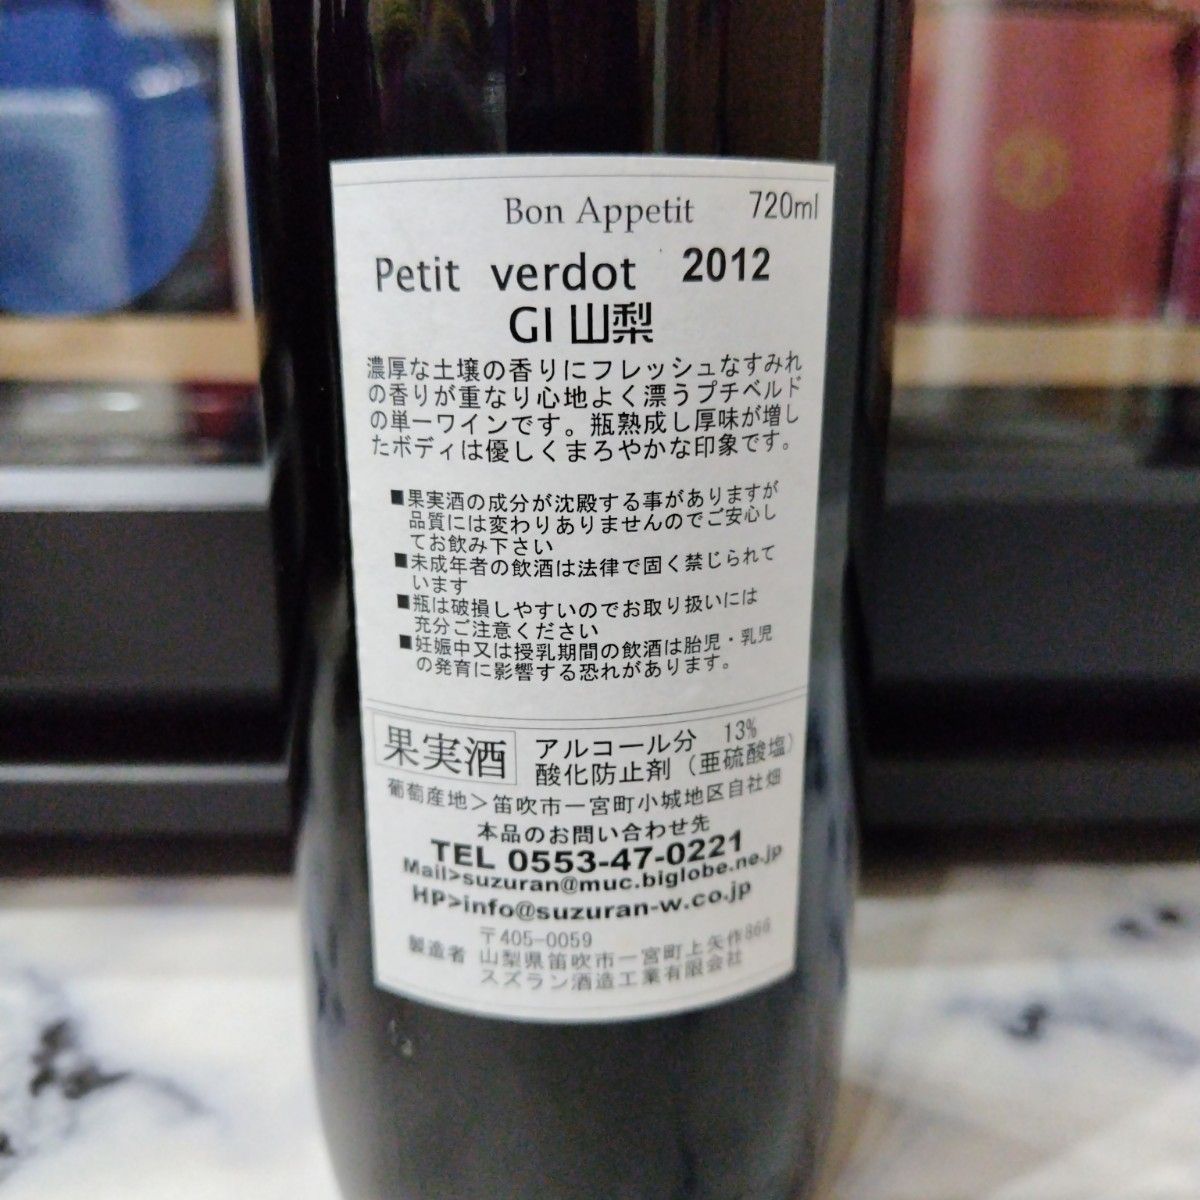 Bon Appetit 720ml
Petit verdot 2012
GI 山梨
濃厚な土壌の香りにフレッシュなすみれ
の香りが重なり心地よく漂うプチベルド
の単一ワインです。瓶熟成し厚味が増し
たボディは優しくまろやかな印象です。
■果実酒の成分が沈殿する事がありますが
品質には変わりありませんのでご安心し
てお飲み下さい
■未成年者の飲酒は法律で固く禁じられて
います
■瓶は破損しやすいのでお取り扱いには
充分ご注意ください
■妊娠中又は授乳期間の飲酒は胎児・乳児
の発育に影響する恐れがあります。
果実酒 アルコール分 13%
酸化防止剤（亜硫酸塩）
葡萄産地＞笛吹市一宮町小城地区自社畑
本品のお問い合わせ先
TEL 0553-47-0221
Mail>suzuran@muc.biglobe.ne.jp
HP>info@suzuran-w.co.jp
〒405-0059
製造者 山梨県笛吹市一宮町上矢作866
スズラン酒造工業有限会社